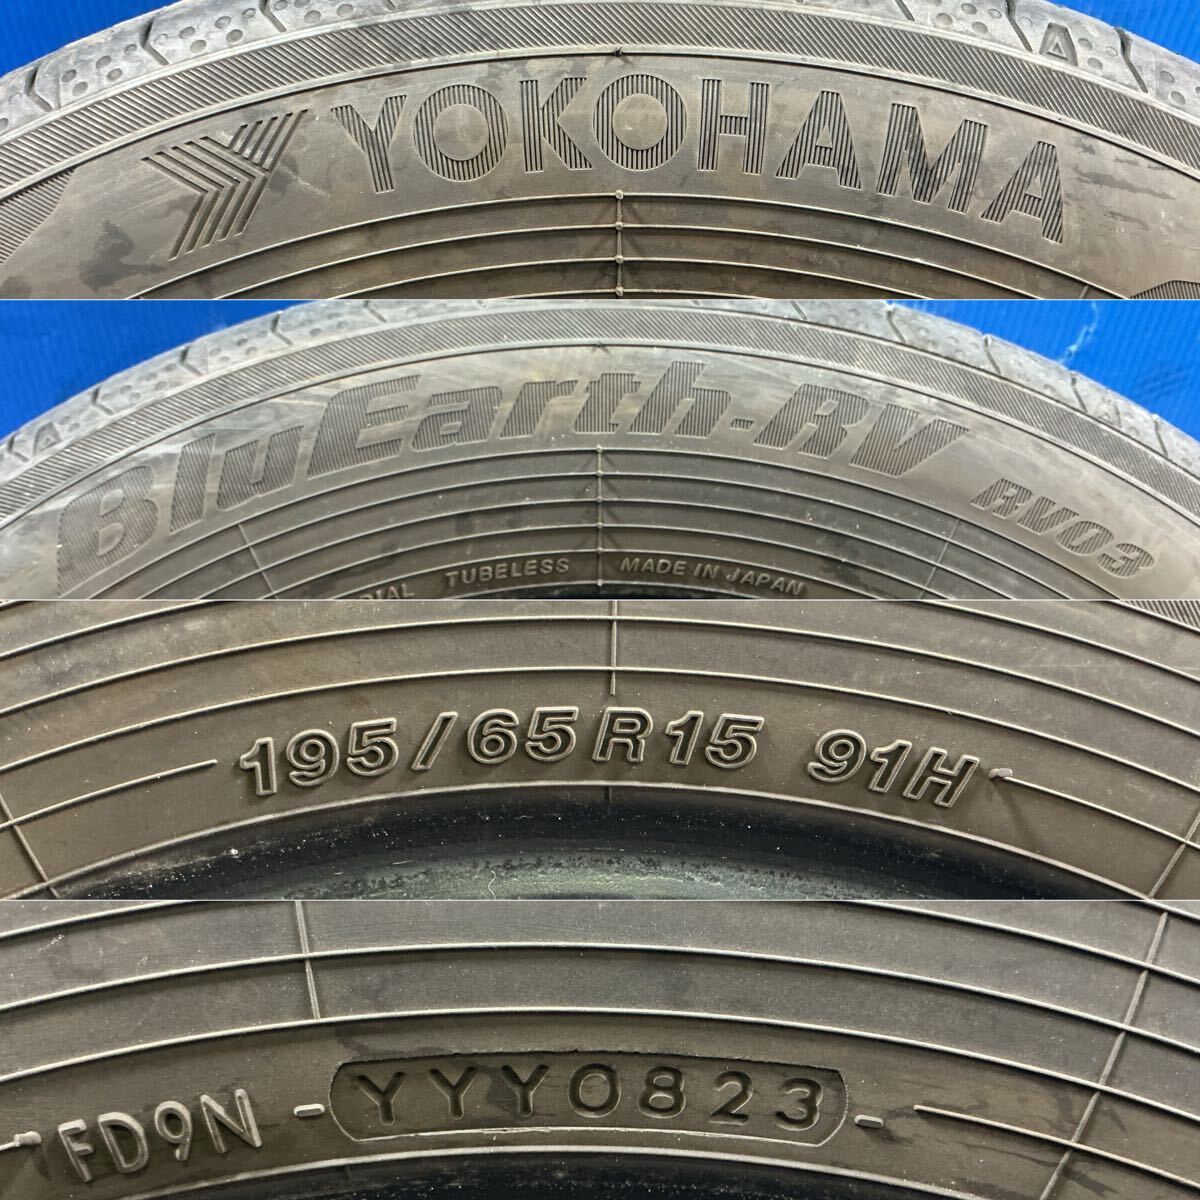 YOKOHAMA
BluEarth-RV RV03
TUBELESS MADE IN JAPAN
195/65R15 91H
FD9N YYY0823